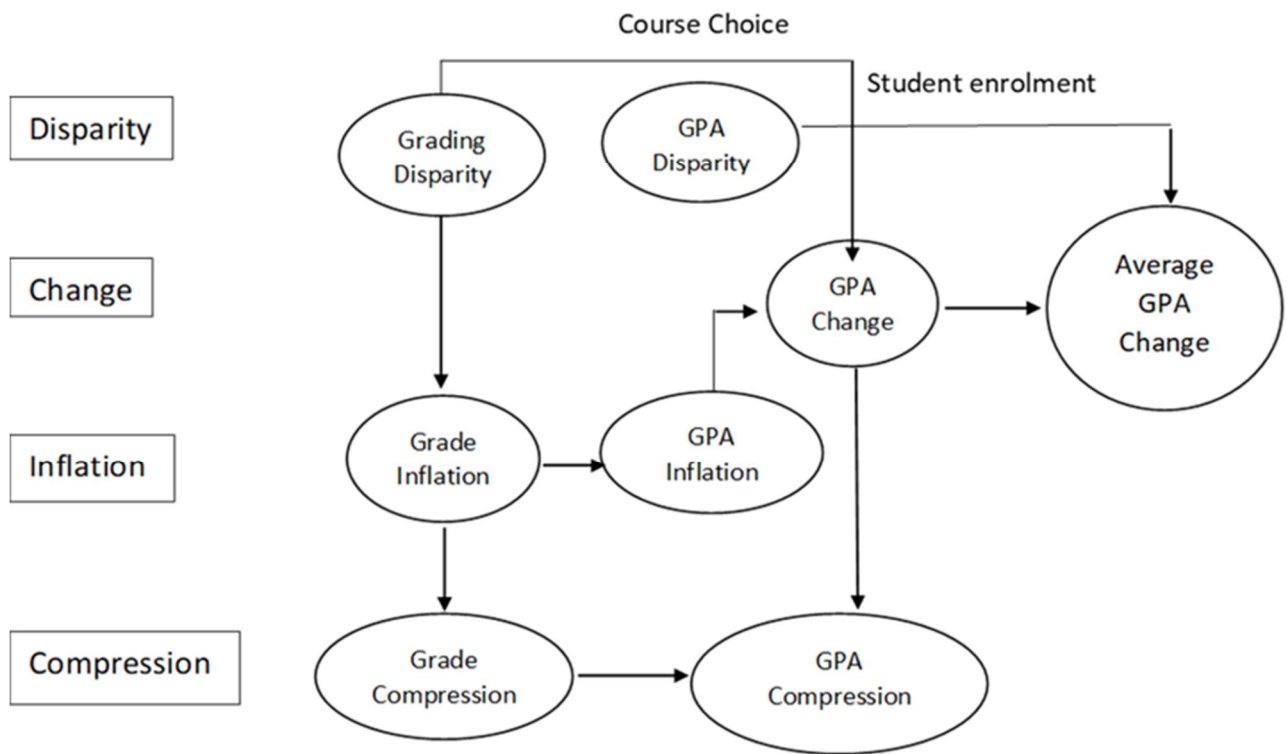 Course Choice
Student enrolment
Disparity
Grading
Disparity
GPA
Disparity
Change
GPA
Change
Average
GPA
Change
Inflation
Grade
Inflation
GPA
Inflation
Compression
Grade
Compression
GPA
Compression